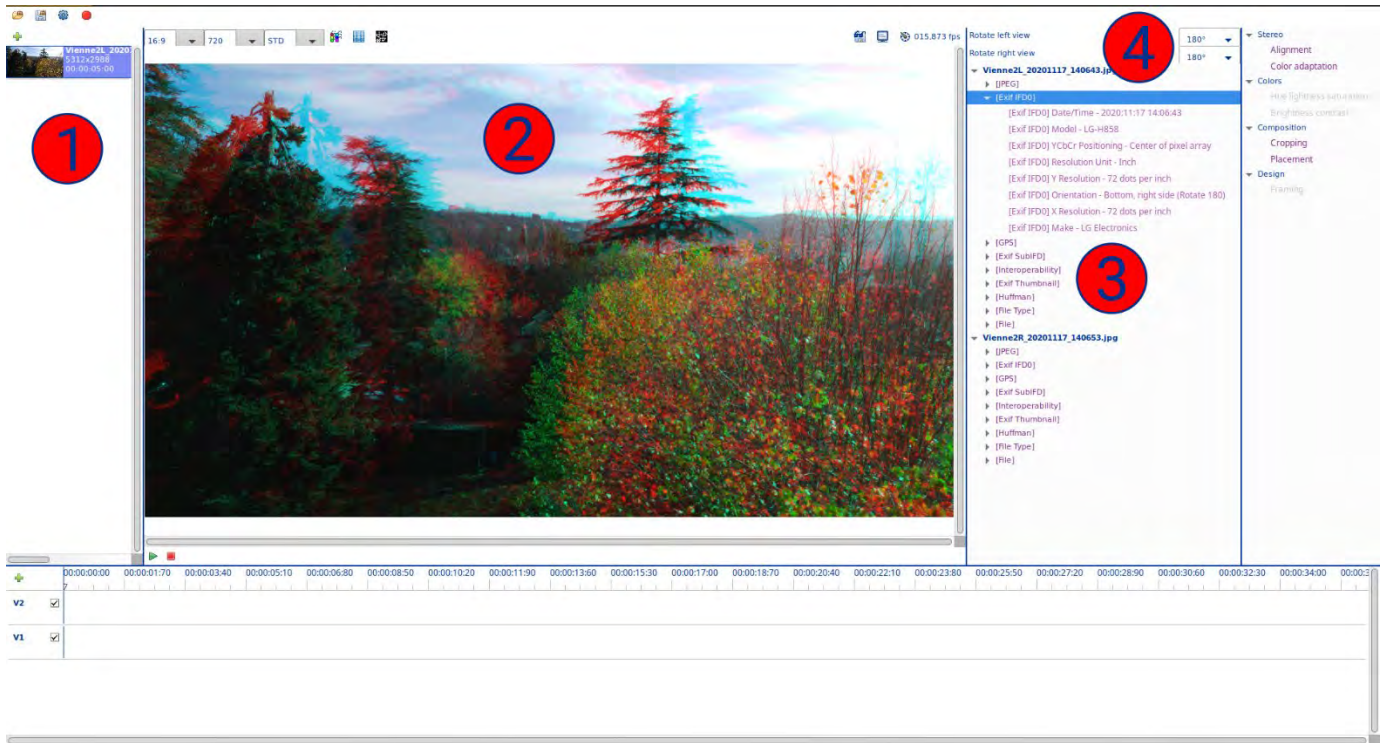 16:9 720 STD 015.873 fps
Vienne2L_2020
5312x2988
00:00:05:00
1
2
Rotate left view 180°
Rotate right view 180°
4
Vienne2L_20201117_140643.jpg
[JPEG]
[Exif IFD0]
[Exif IFD0] Date/Time - 2020:11:17 14:06:43
[Exif IFD0] Model - LG-H858
[Exif IFD0] YCbCr Positioning - Center of pixel array
[Exif IFD0] Resolution Unit - Inch
[Exif IFD0] Y Resolution - 72 dots per inch
[Exif IFD0] Orientation - Bottom, right side (Rotate 180)
[Exif IFD0] X Resolution - 72 dots per inch
[Exif IFD0] Make - LG Electronics
[GPS]
[Exif SubIFD]
[Interoperability]
[Exif Thumbnail]
[Huffman]
[File Type]
[File]
3
Vienne2R_20201117_140653.jpg
[JPEG]
[Exif IFD0]
[GPS]
[Exif SubIFD]
[Interoperability]
[Exif Thumbnail]
[Huffman]
[File Type]
[File]
Stereo
Alignment
Color adaptation
Colors
Hue lightness saturation
Brightness contrast
Composition
Cropping
Placement
Design
Framing
00:00:00:00 00:00:01:70 00:00:03:40 00:00:05:10 00:00:06:80 00:00:08:50 00:00:10:20 00:00:11:90 00:00:13:60 00:00:15:30 00:00:17:00 00:00:18:70 00:00:20:40 00:00:22:10 00:00:23:80 00:00:25:50 00:00:27:20 00:00:28:90 00:00:30:60 00:00:32:30 00:00:34:00
V2
V1